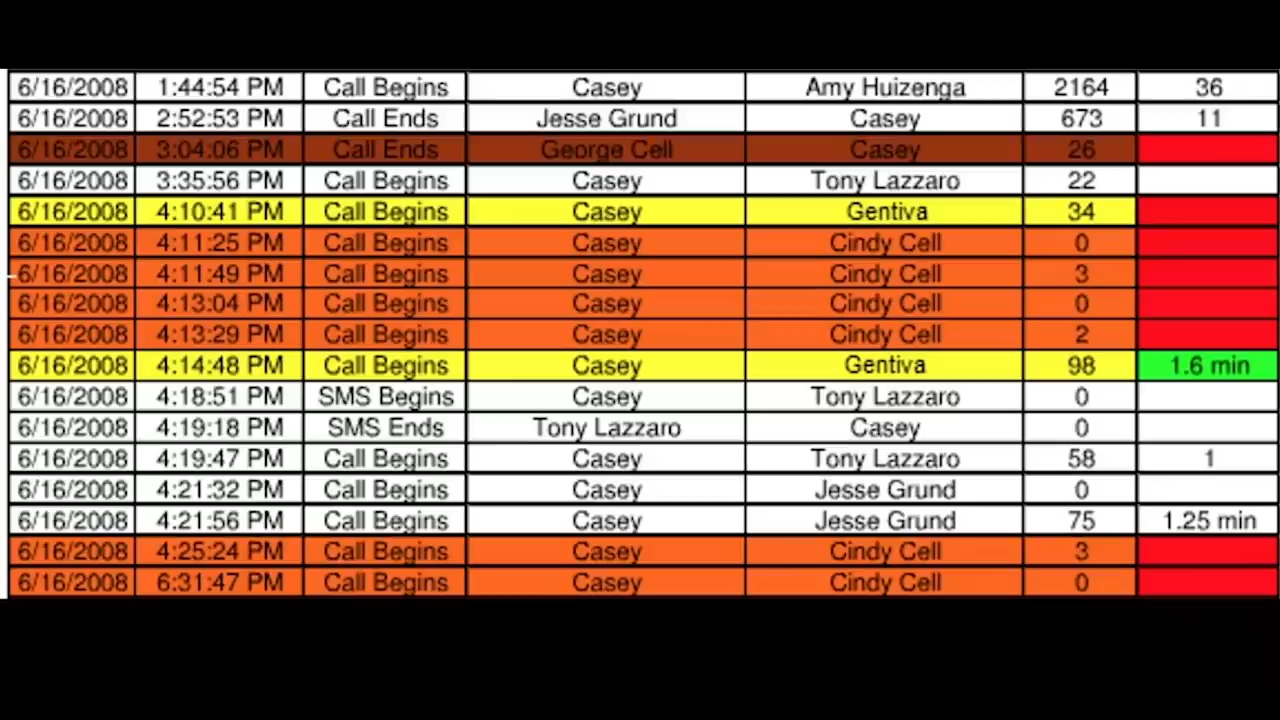 6/16/2008 1:44:54 PM Call Begins Casey Amy Huizenga 2164 36
6/16/2008 2:52:53 PM Call Ends Jesse Grund Casey 673 11
6/16/2008 3:04:06 PM Call Ends George Cell Casey 26
6/16/2008 3:35:56 PM Call Begins Casey Tony Lazzaro 22
6/16/2008 4:10:41 PM Call Begins Casey Gentiva 34
6/16/2008 4:11:25 PM Call Begins Casey Cindy Cell 0
6/16/2008 4:11:49 PM Call Begins Casey Cindy Cell 3
6/16/2008 4:13:04 PM Call Begins Casey Cindy Cell 0
6/16/2008 4:13:29 PM Call Begins Casey Cindy Cell 2
6/16/2008 4:14:48 PM Call Begins Casey Gentiva 98 1.6 min
6/16/2008 4:18:51 PM SMS Begins Casey Tony Lazzaro 0
6/16/2008 4:19:18 PM SMS Ends Tony Lazzaro Casey 0
6/16/2008 4:19:47 PM Call Begins Casey Tony Lazzaro 58 1
6/16/2008 4:21:32 PM Call Begins Casey Jesse Grund 0
6/16/2008 4:21:56 PM Call Begins Casey Jesse Grund 75 1.25 min
6/16/2008 4:25:24 PM Call Begins Casey Cindy Cell 3
6/16/2008 6:31:47 PM Call Begins Casey Cindy Cell 0